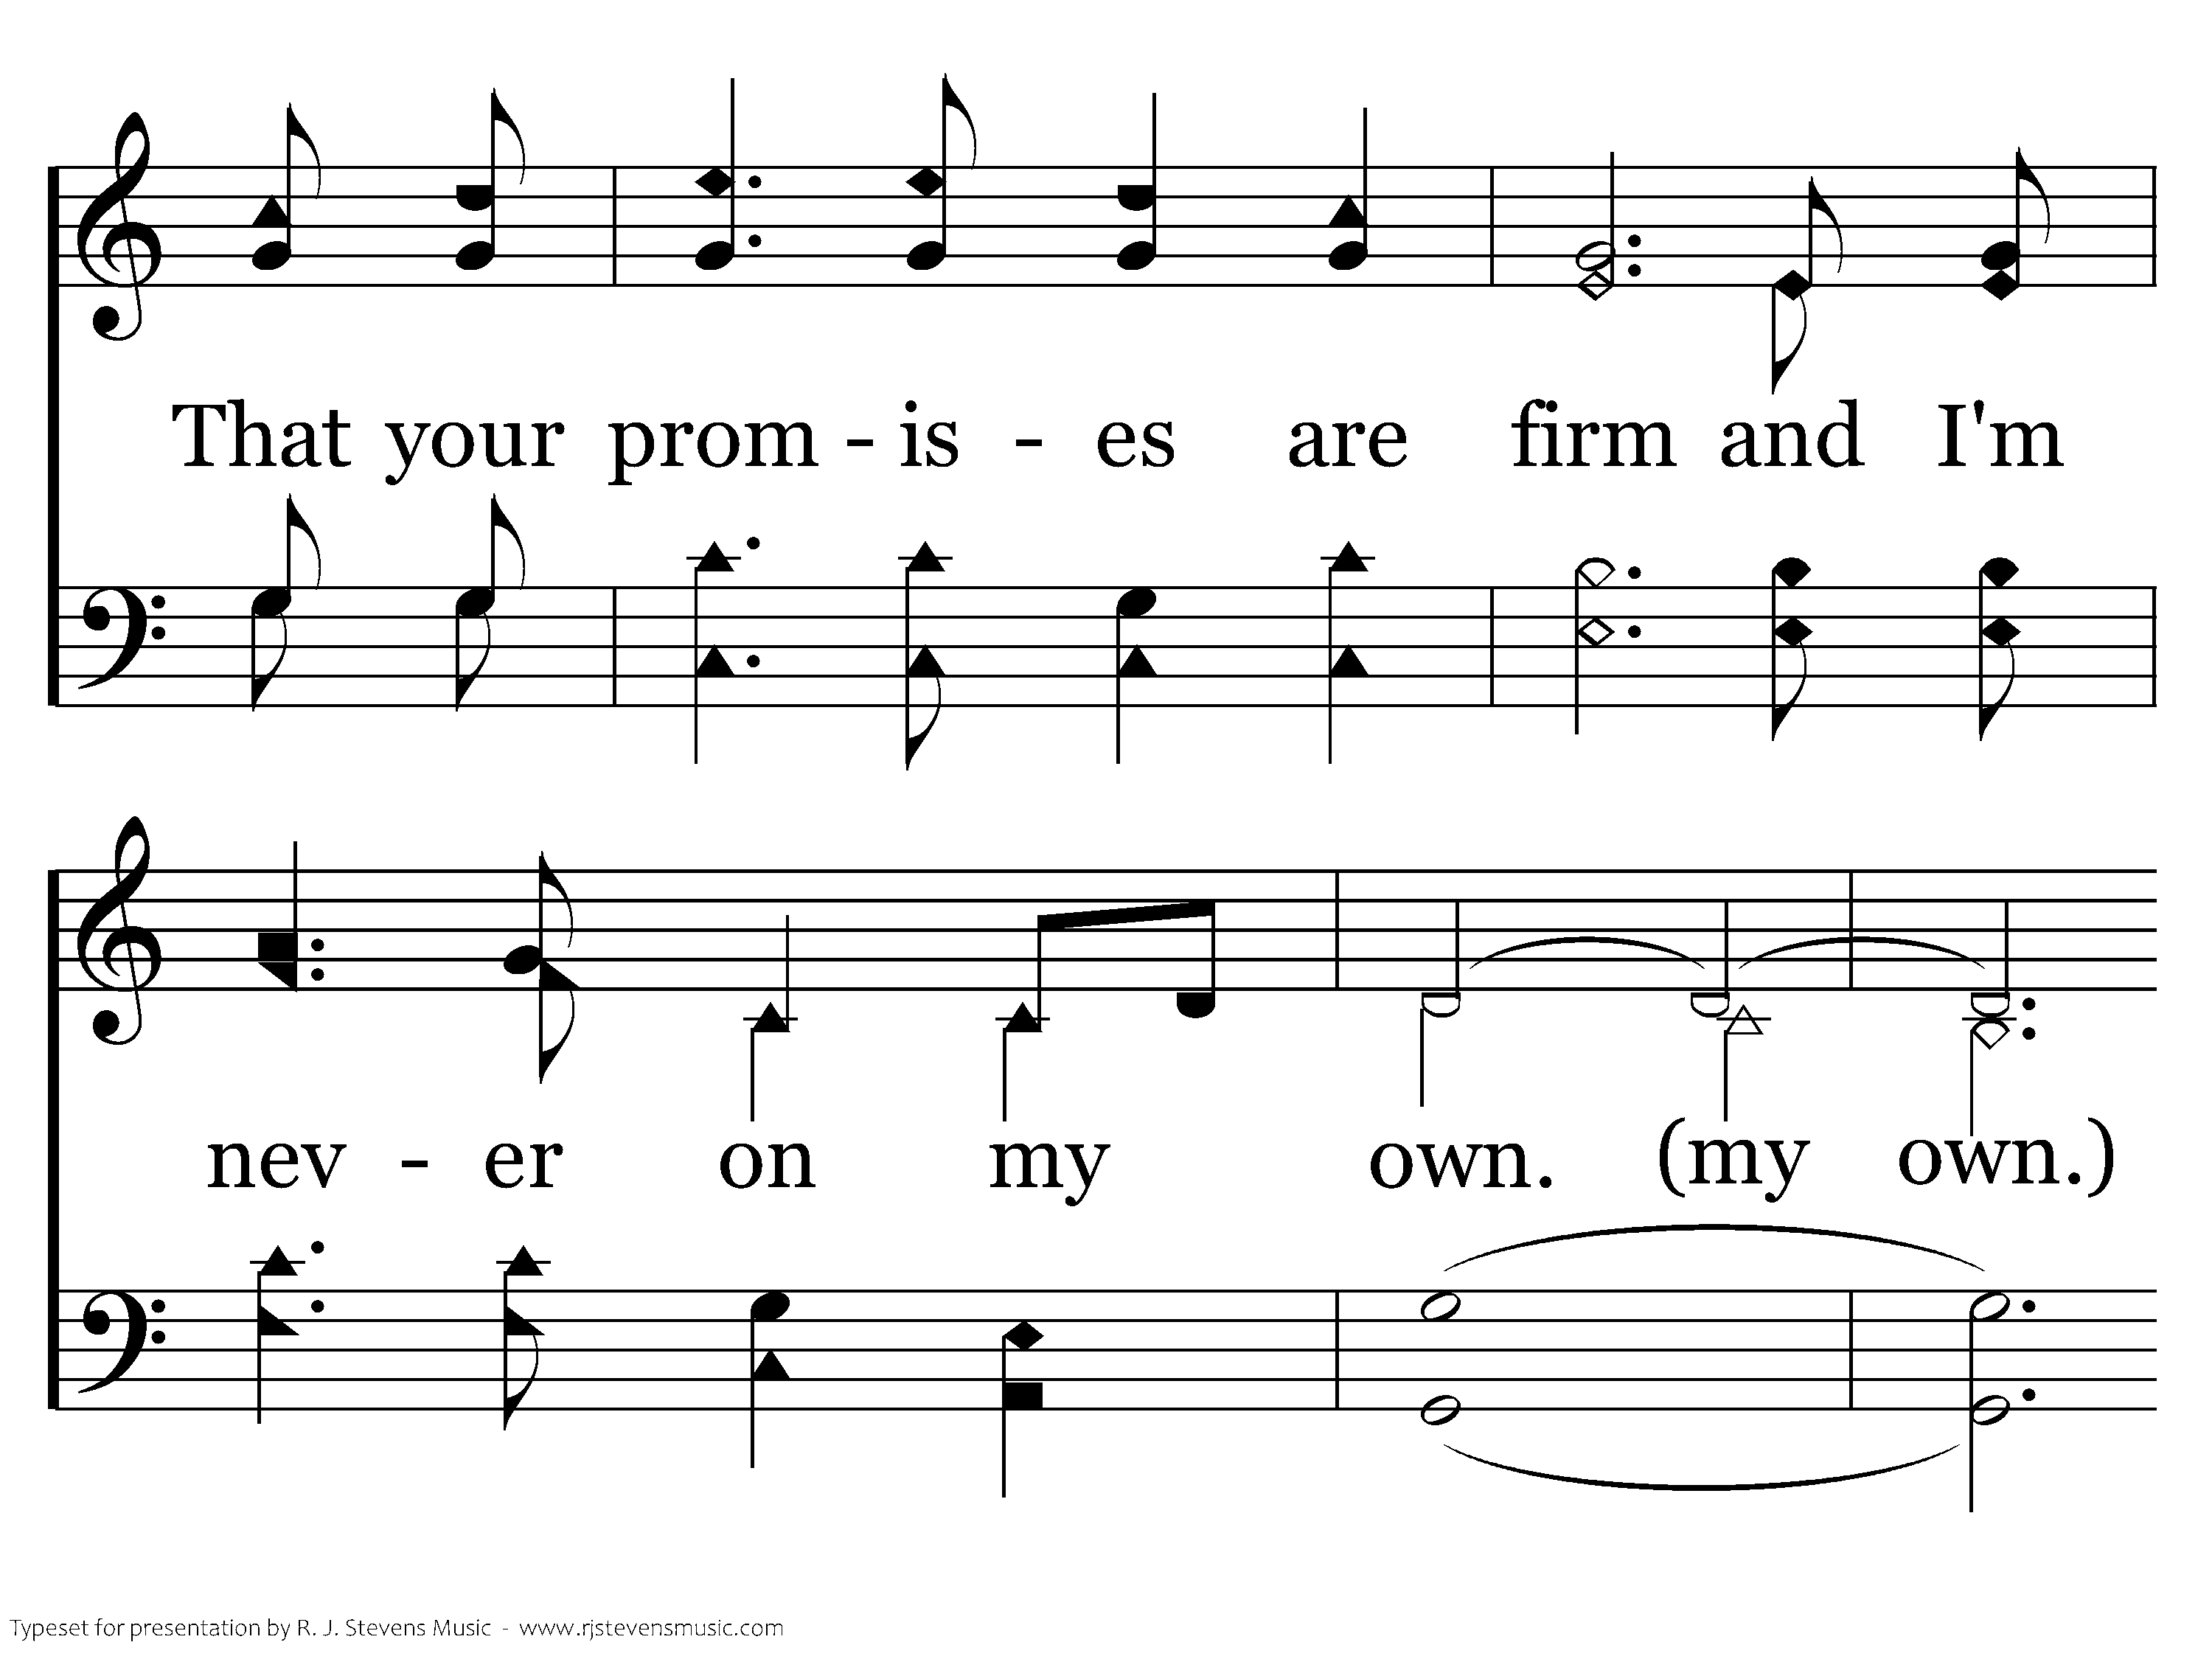 That your prom - is - es are firm and I'm
nev - er on my own. (my own.)
Typeset for presentation by R. J. Stevens Music - www.rjstevensmusic.com